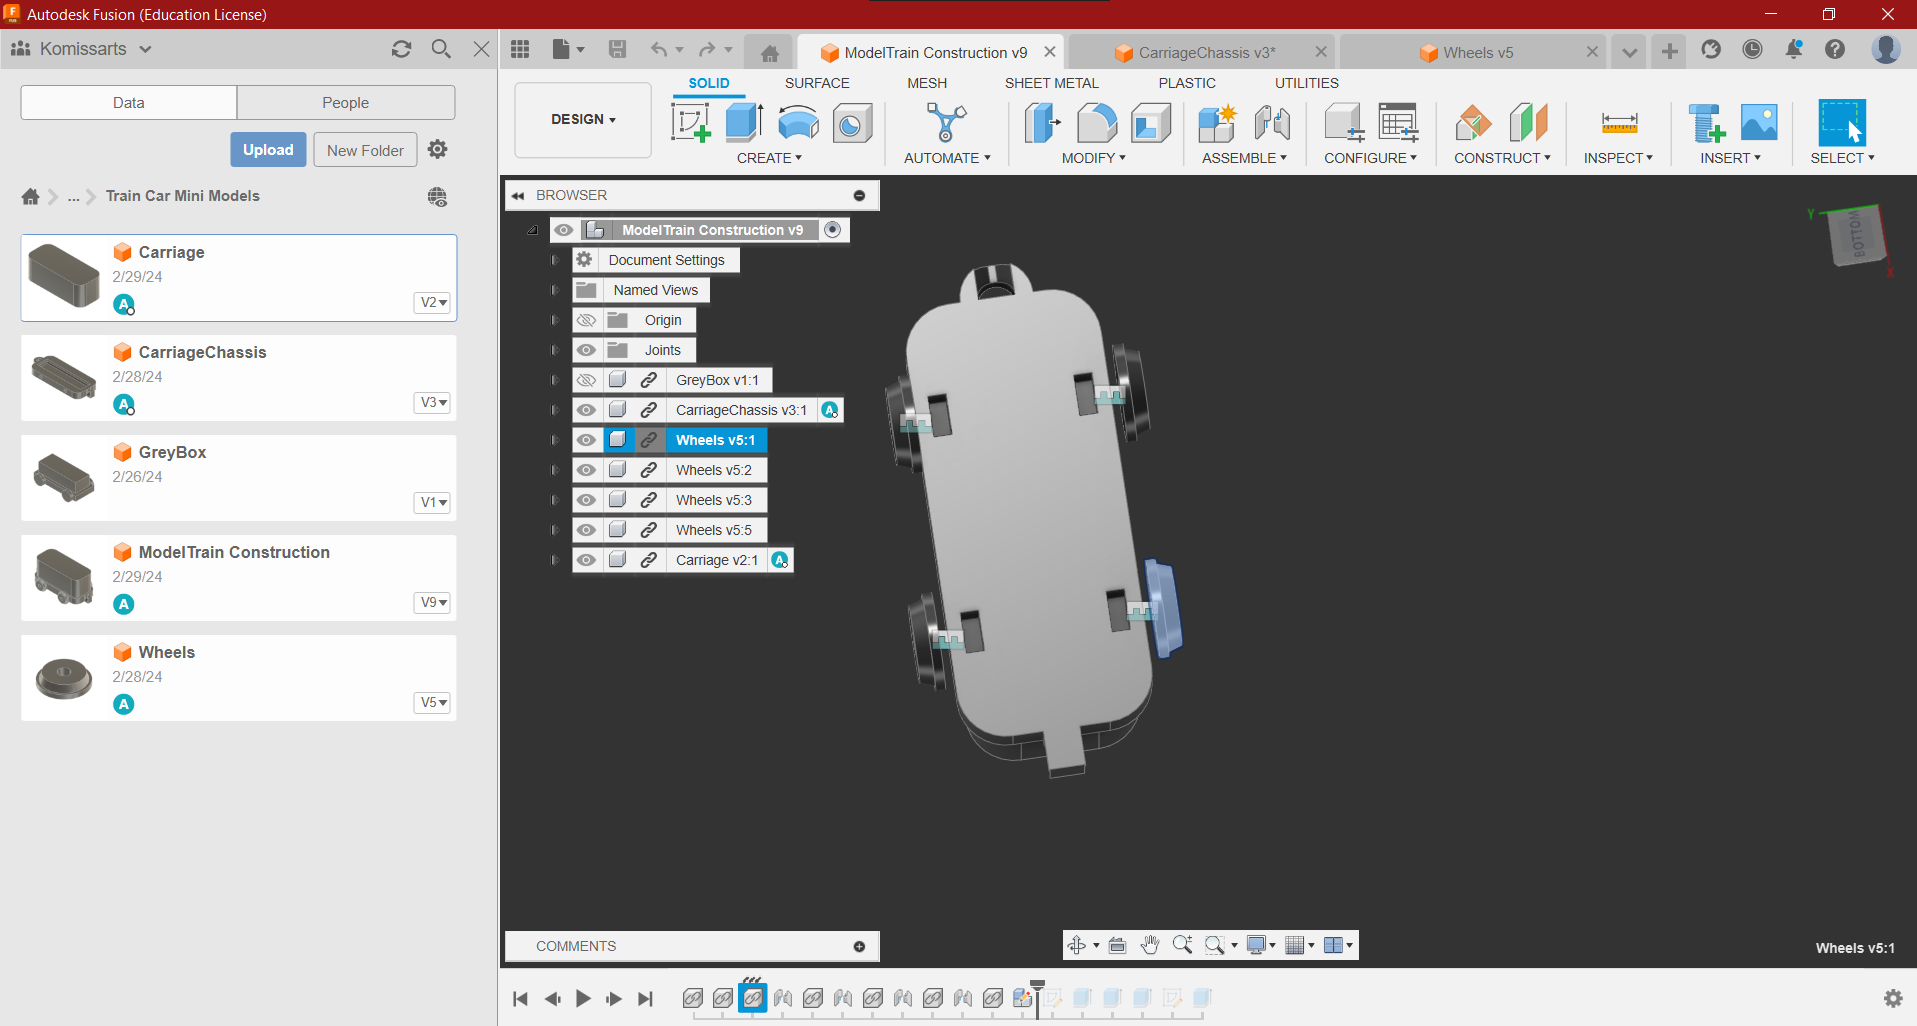 Autodesk Fusion (Education License)
Komissarts
Data
People
Upload
New Folder
...
Train Car Mini Models
Carriage
2/29/24
A
V2
CarriageChassis
2/28/24
A
V3
GreyBox
2/26/24
V1
ModelTrain Construction
2/29/24
A
V9
Wheels
2/28/24
A
V5
ModelTrain Construction v9
CarriageChassis v3*
Wheels v5
DESIGN
SOLID
SURFACE
MESH
SHEET METAL
PLASTIC
UTILITIES
CREATE
AUTOMATE
MODIFY
ASSEMBLE
CONFIGURE
CONSTRUCT
INSPECT
INSERT
SELECT
BROWSER
ModelTrain Construction v9
Document Settings
Named Views
Origin
Joints
GreyBox v1:1
CarriageChassis v3:1
A
Wheels v5:1
Wheels v5:2
Wheels v5:3
Wheels v5:5
Carriage v2:1
A
Y
BOTTOM
X
COMMENTS
Wheels v5:1